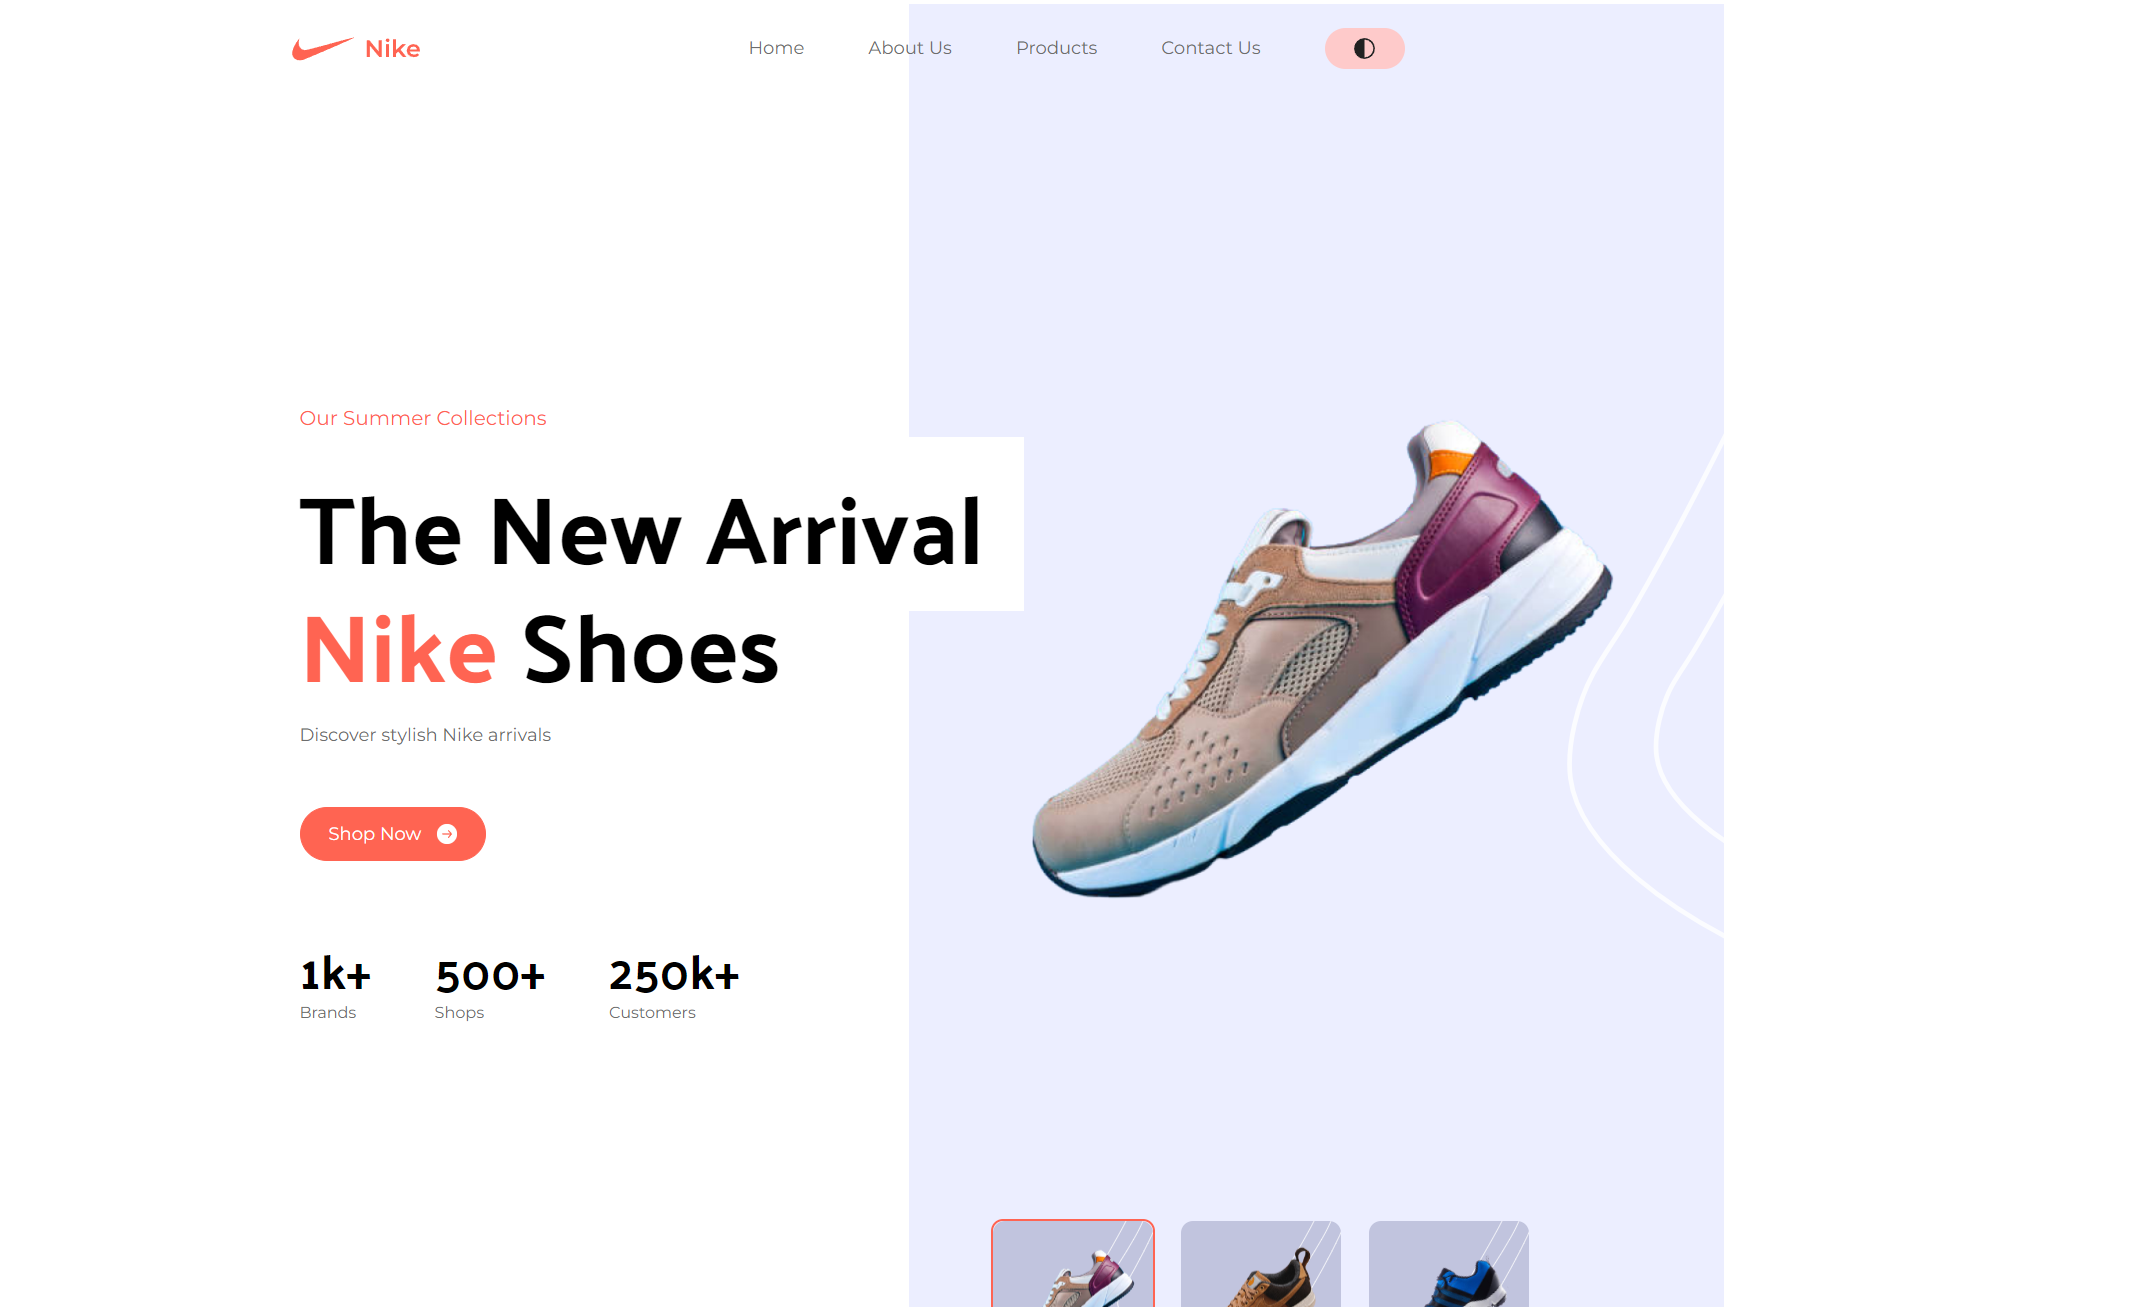 Nike
Home About Us Products Contact Us
Our Summer Collections
The New Arrival
Nike Shoes
Discover stylish Nike arrivals
Shop Now
1k+ 500+ 250k+
Brands Shops Customers